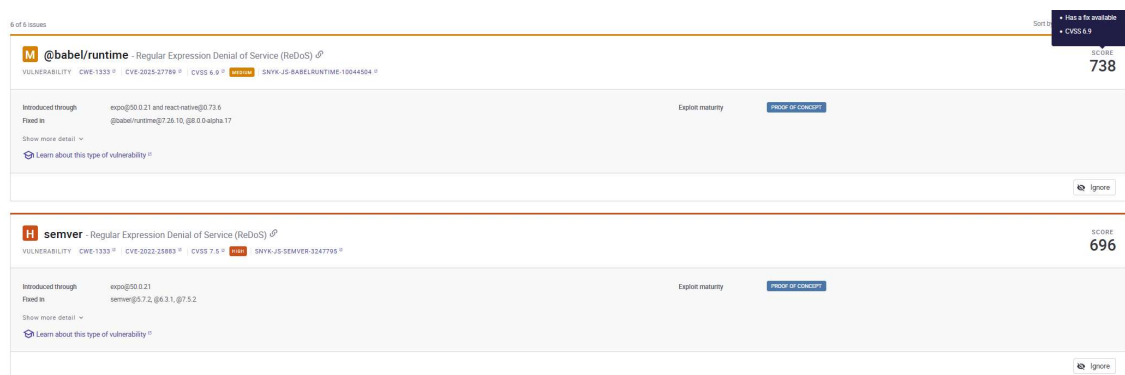 6 of 6 issues
Sort by
• Has a fix available
• CVSS 6.9
M @babel/runtime - Regular Expression Denial of Service (ReDoS)
SCORE
738
VULNERABILITY CWE-1333 | CVE-2025-27789 | CVSS 6.9 MEDIUM SNYK-JS-BABELRUNTIME-10044504
Introduced through expo@50.0.21 and react-native@0.73.6
Exploit maturity PROOF OF CONCEPT
Fixed in @babel/runtime@7.26.10, @8.0.0-alpha.17
Show more detail
Learn about this type of vulnerability
Ignore
H semver - Regular Expression Denial of Service (ReDoS)
SCORE
696
VULNERABILITY CWE-1333 | CVE-2022-25883 | CVSS 7.5 HIGH SNYK-JS-SEMVER-3247795
Introduced through expo@50.0.21
Exploit maturity PROOF OF CONCEPT
Fixed in semver@5.7.2, @6.3.1, @7.5.2
Show more detail
Learn about this type of vulnerability
Ignore